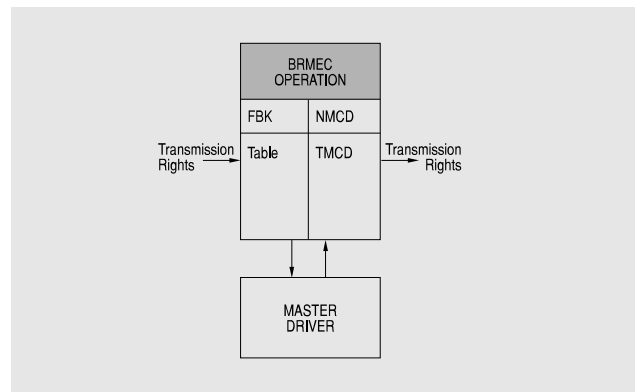 BRMEC
OPERATION
FBK NMCD
Transmission
Rights
Table TMCD
Transmission
Rights
MASTER
DRIVER